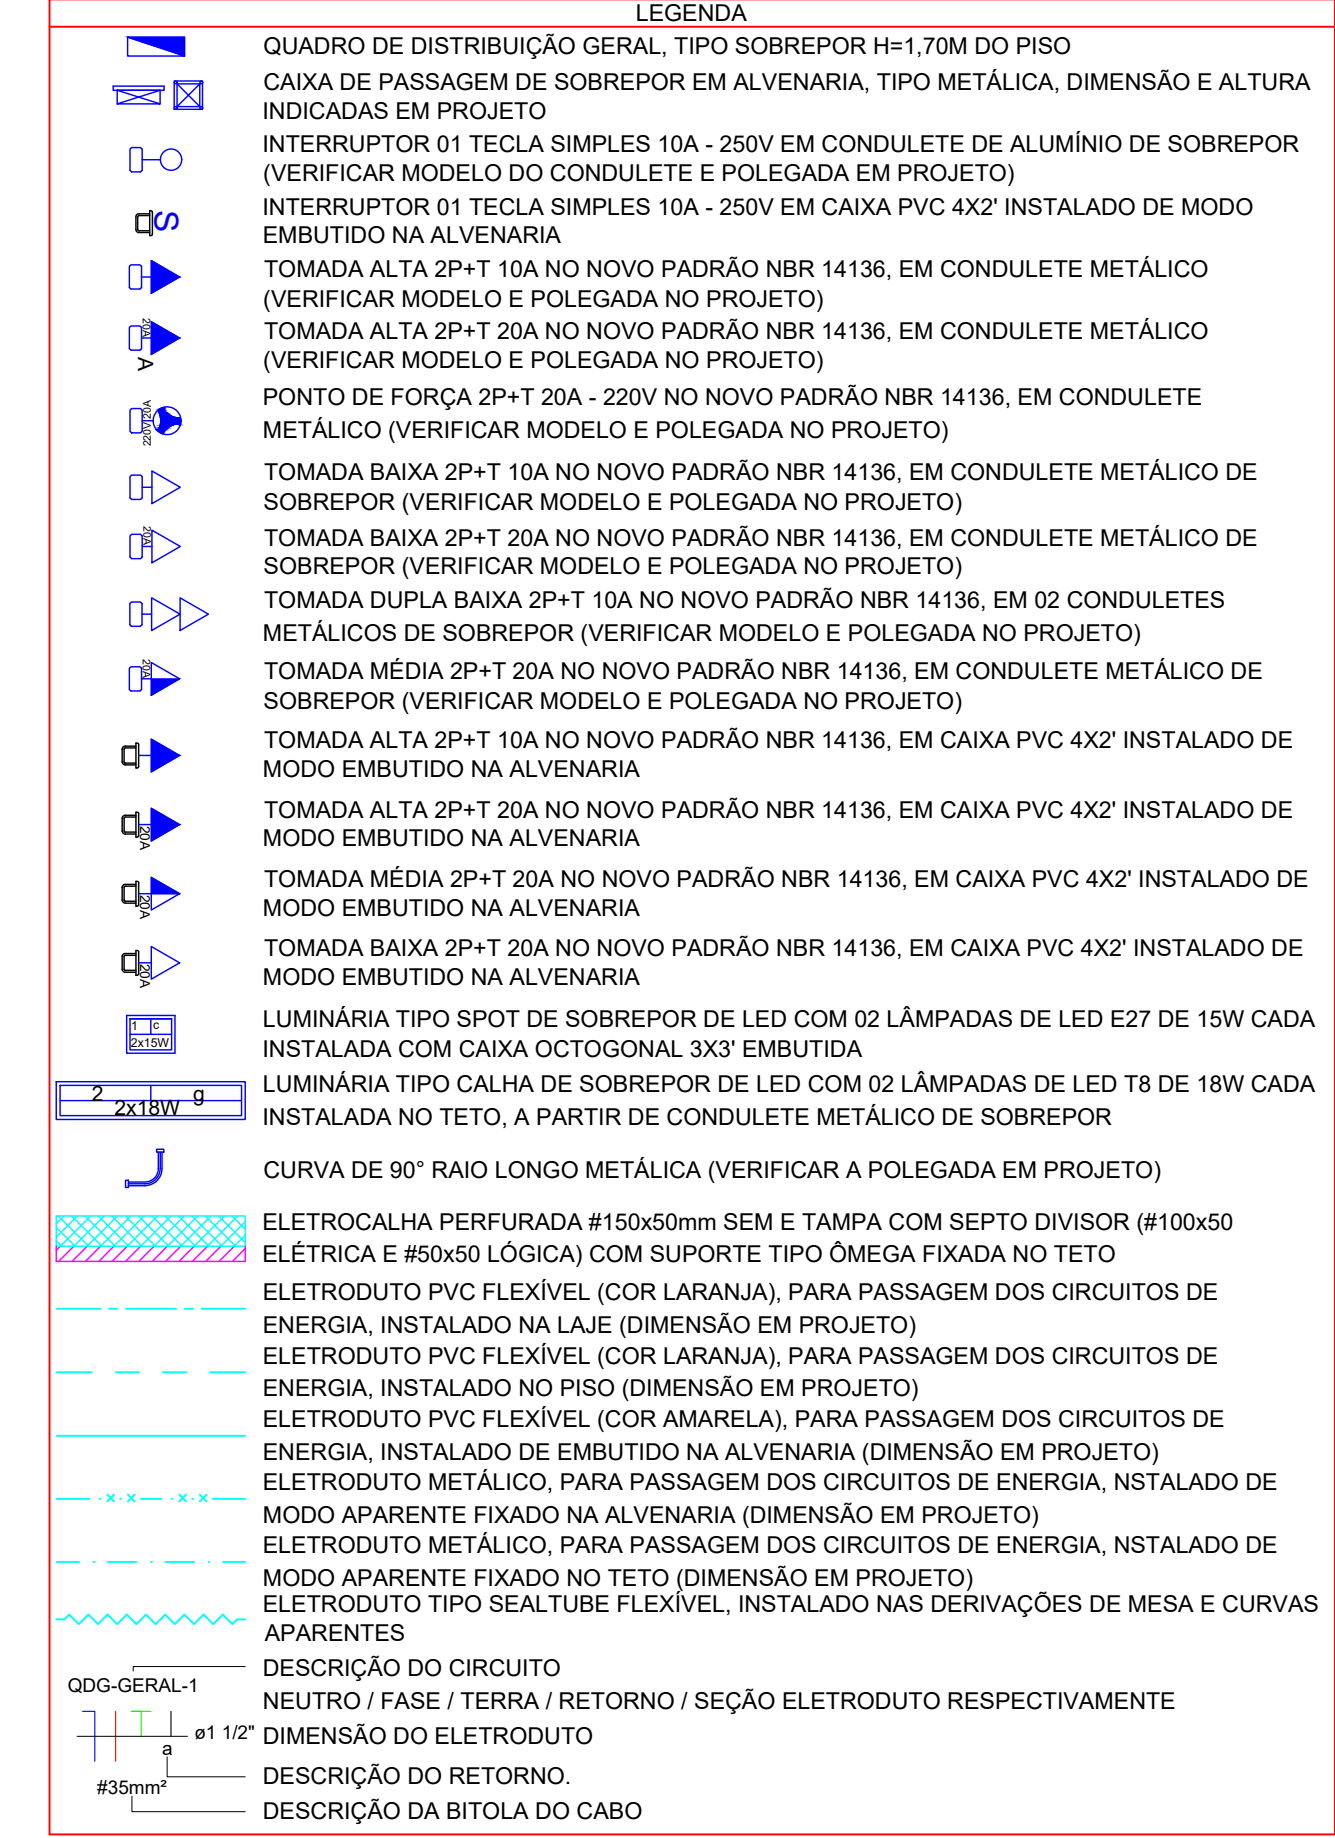 LEGENDA
QUADRO DE DISTRIBUIÇÃO GERAL, TIPO SOBREPOR H=1,70M DO PISO
CAIXA DE PASSAGEM DE SOBREPOR EM ALVENARIA, TIPO METÁLICA, DIMENSÃO E ALTURA
INDICADAS EM PROJETO
INTERRUPTOR 01 TECLA SIMPLES 10A - 250V EM CONDULETE DE ALUMÍNIO DE SOBREPOR
(VERIFICAR MODELO DO CONDULETE E POLEGADA EM PROJETO)
S
INTERRUPTOR 01 TECLA SIMPLES 10A - 250V EM CAIXA PVC 4X2' INSTALADO DE MODO
EMBUTIDO NA ALVENARIA
TOMADA ALTA 2P+T 10A NO NOVO PADRÃO NBR 14136, EM CONDULETE METÁLICO
(VERIFICAR MODELO E POLEGADA NO PROJETO)
20A
A
TOMADA ALTA 2P+T 20A NO NOVO PADRÃO NBR 14136, EM CONDULETE METÁLICO
(VERIFICAR MODELO E POLEGADA NO PROJETO)
220V/20A
PONTO DE FORÇA 2P+T 20A - 220V NO NOVO PADRÃO NBR 14136, EM CONDULETE
METÁLICO (VERIFICAR MODELO E POLEGADA NO PROJETO)
TOMADA BAIXA 2P+T 10A NO NOVO PADRÃO NBR 14136, EM CONDULETE METÁLICO DE
SOBREPOR (VERIFICAR MODELO E POLEGADA NO PROJETO)
20A
TOMADA BAIXA 2P+T 20A NO NOVO PADRÃO NBR 14136, EM CONDULETE METÁLICO DE
SOBREPOR (VERIFICAR MODELO E POLEGADA NO PROJETO)
TOMADA DUPLA BAIXA 2P+T 10A NO NOVO PADRÃO NBR 14136, EM 02 CONDULETES
METÁLICOS DE SOBREPOR (VERIFICAR MODELO E POLEGADA NO PROJETO)
20A
TOMADA MÉDIA 2P+T 20A NO NOVO PADRÃO NBR 14136, EM CONDULETE METÁLICO DE
SOBREPOR (VERIFICAR MODELO E POLEGADA NO PROJETO)
TOMADA ALTA 2P+T 10A NO NOVO PADRÃO NBR 14136, EM CAIXA PVC 4X2' INSTALADO DE
MODO EMBUTIDO NA ALVENARIA
20A
TOMADA ALTA 2P+T 20A NO NOVO PADRÃO NBR 14136, EM CAIXA PVC 4X2' INSTALADO DE
MODO EMBUTIDO NA ALVENARIA
20A
TOMADA MÉDIA 2P+T 20A NO NOVO PADRÃO NBR 14136, EM CAIXA PVC 4X2' INSTALADO DE
MODO EMBUTIDO NA ALVENARIA
20A
TOMADA BAIXA 2P+T 20A NO NOVO PADRÃO NBR 14136, EM CAIXA PVC 4X2' INSTALADO DE
MODO EMBUTIDO NA ALVENARIA
1 c
2x15W
LUMINÁRIA TIPO SPOT DE SOBREPOR DE LED COM 02 LÂMPADAS DE LED E27 DE 15W CADA
INSTALADA COM CAIXA OCTOGONAL 3X3' EMBUTIDA
2 g
2x18W
LUMINÁRIA TIPO CALHA DE SOBREPOR DE LED COM 02 LÂMPADAS DE LED T8 DE 18W CADA
INSTALADA NO TETO, A PARTIR DE CONDULETE METÁLICO DE SOBREPOR
CURVA DE 90° RAIO LONGO METÁLICA (VERIFICAR A POLEGADA EM PROJETO)
ELETROCALHA PERFURADA #150x50mm SEM E TAMPA COM SEPTO DIVISOR (#100x50
ELÉTRICA E #50x50 LÓGICA) COM SUPORTE TIPO ÔMEGA FIXADA NO TETO
ELETRODUTO PVC FLEXÍVEL (COR LARANJA), PARA PASSAGEM DOS CIRCUITOS DE
ENERGIA, INSTALADO NA LAJE (DIMENSÃO EM PROJETO)
ELETRODUTO PVC FLEXÍVEL (COR LARANJA), PARA PASSAGEM DOS CIRCUITOS DE
ENERGIA, INSTALADO NO PISO (DIMENSÃO EM PROJETO)
ELETRODUTO PVC FLEXÍVEL (COR AMARELA), PARA PASSAGEM DOS CIRCUITOS DE
ENERGIA, INSTALADO DE EMBUTIDO NA ALVENARIA (DIMENSÃO EM PROJETO)
ELETRODUTO METÁLICO, PARA PASSAGEM DOS CIRCUITOS DE ENERGIA, NSTALADO DE
MODO APARENTE FIXADO NA ALVENARIA (DIMENSÃO EM PROJETO)
ELETRODUTO METÁLICO, PARA PASSAGEM DOS CIRCUITOS DE ENERGIA, NSTALADO DE
MODO APARENTE FIXADO NO TETO (DIMENSÃO EM PROJETO)
ELETRODUTO TIPO SEALTUBE FLEXÍVEL, INSTALADO NAS DERIVAÇÕES DE MESA E CURVAS
APARENTES
DESCRIÇÃO DO CIRCUITO
QDG-GERAL-1
NEUTRO / FASE / TERRA / RETORNO / SEÇÃO ELETRODUTO RESPECTIVAMENTE
ø1 1/2" DIMENSÃO DO ELETRODUTO
a
DESCRIÇÃO DO RETORNO.
#35mm²
DESCRIÇÃO DA BITOLA DO CABO